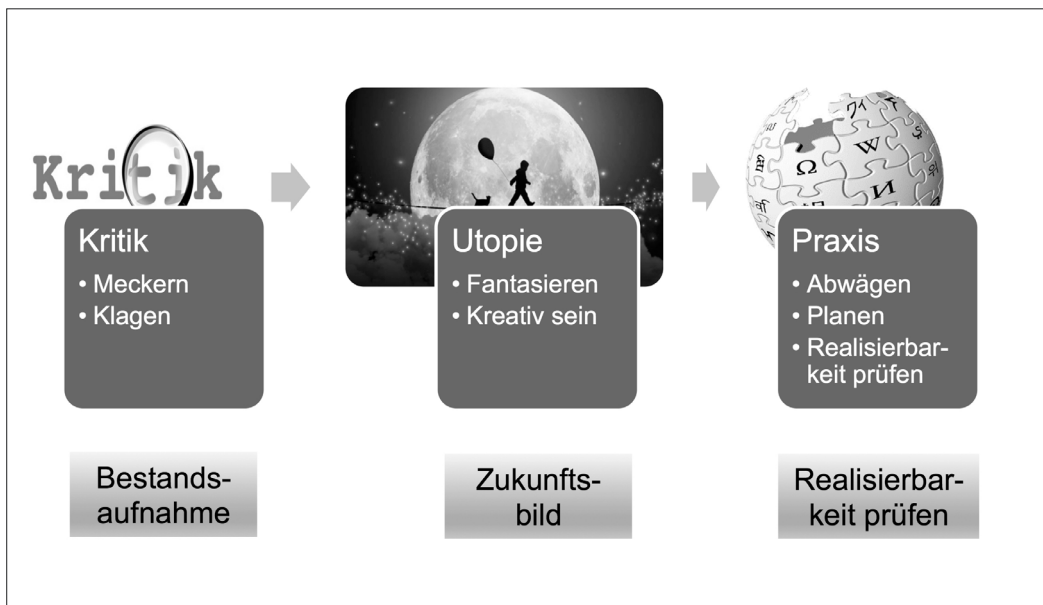 Kritik
Kritik
• Meckern
• Klagen
Utopie
• Fantasieren
• Kreativ sein
Ω
W
И
Praxis
• Abwägen
• Planen
• Realisierbar-
keit prüfen
Bestands-
aufnahme
Zukunfts-
bild
Realisierbar-
keit prüfen